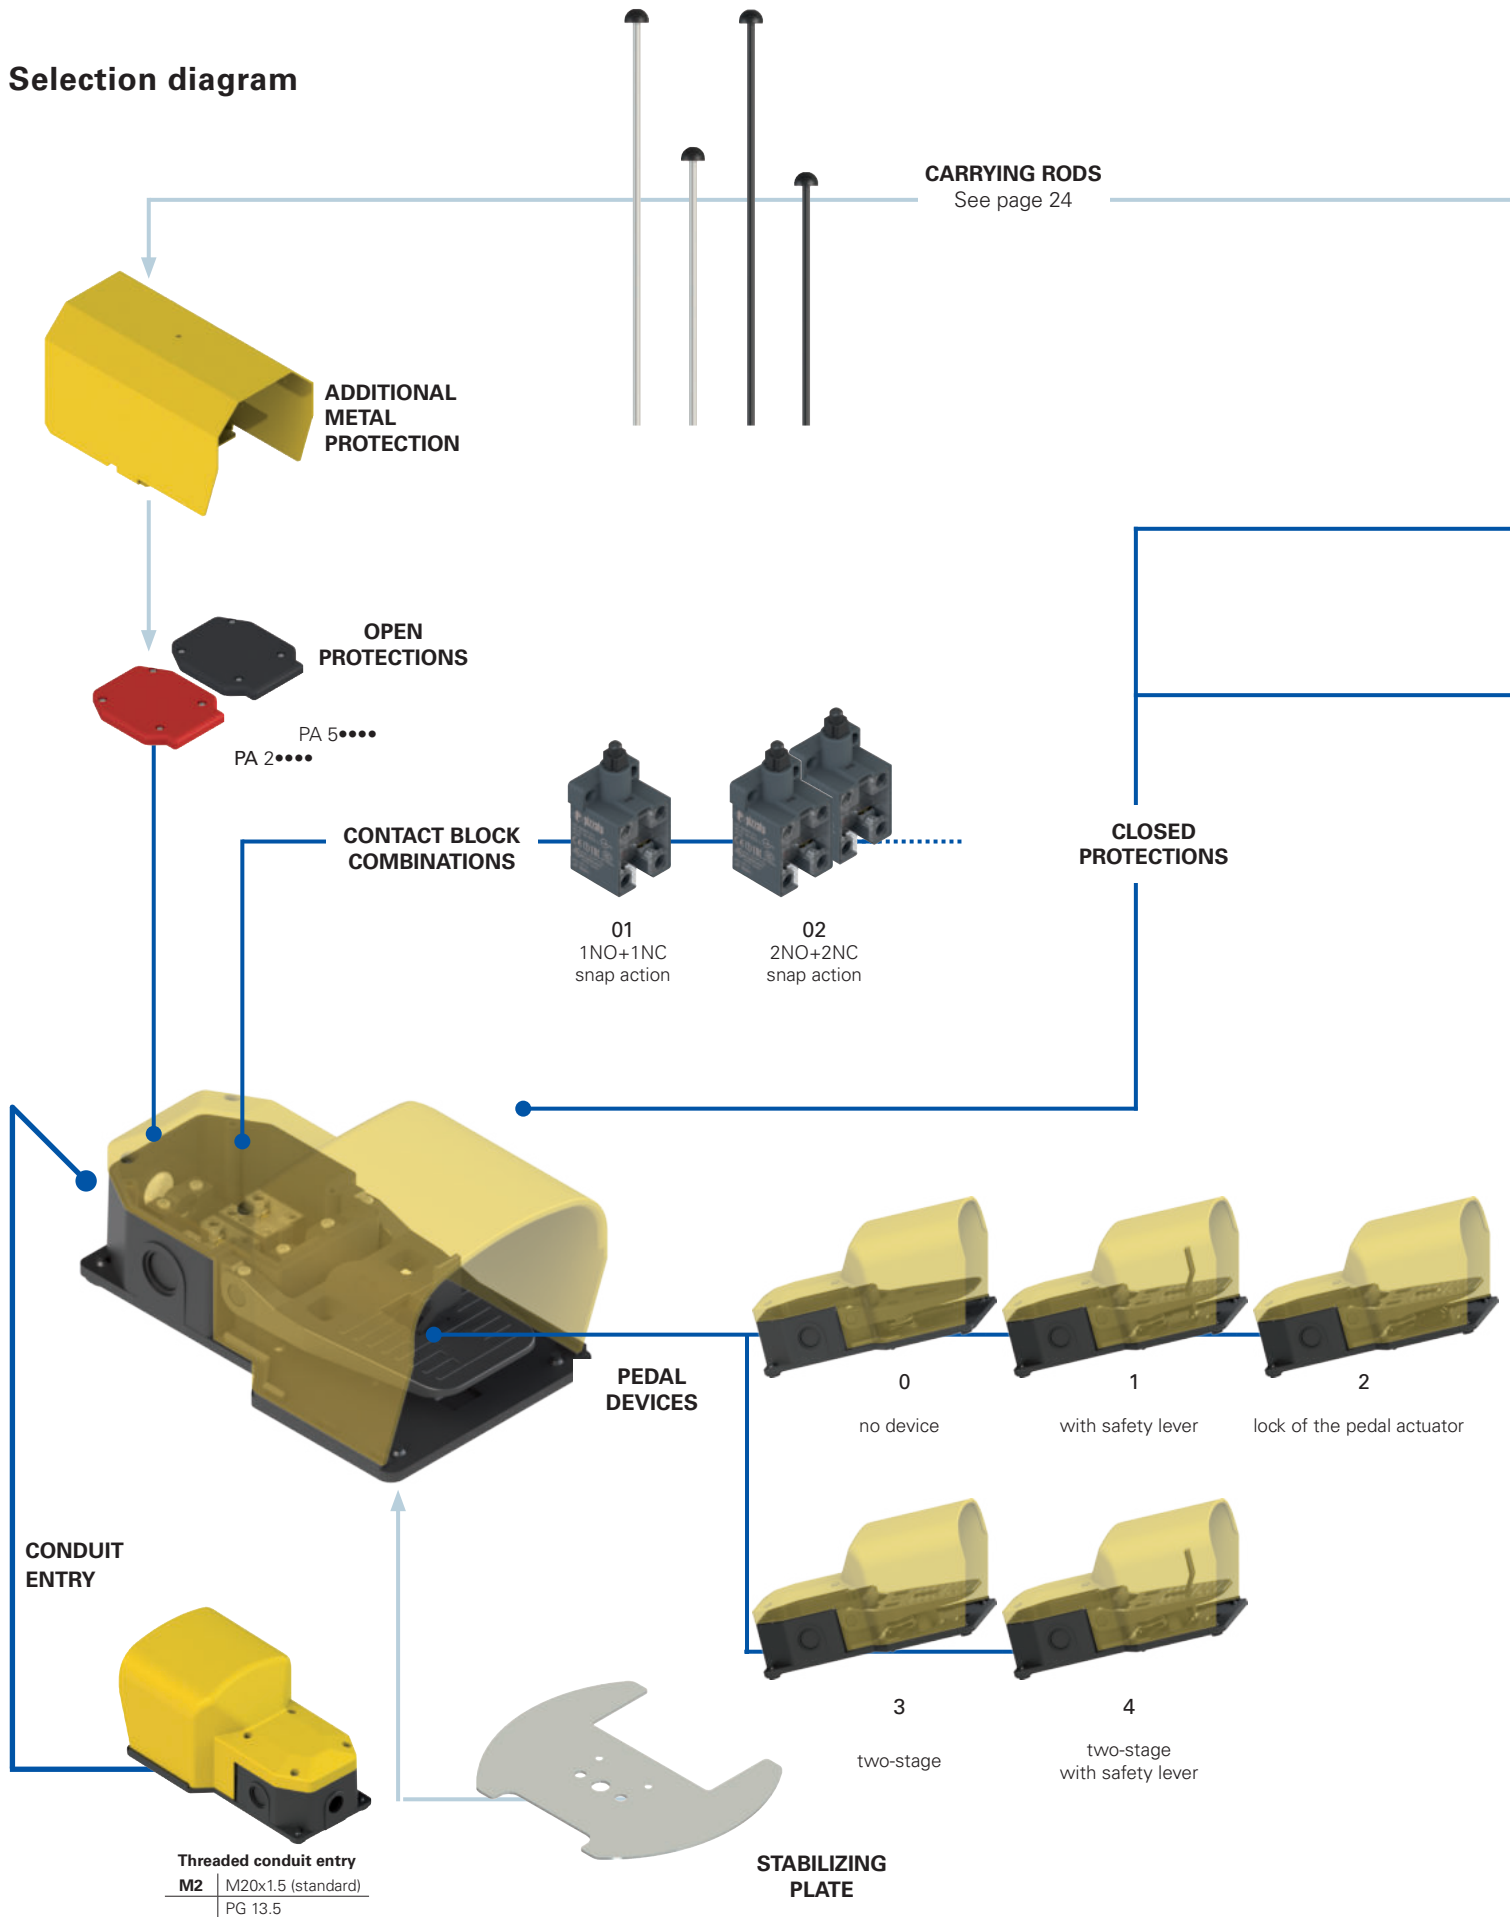 Selection diagram
CARRYING RODS
See page 24
ADDITIONAL
METAL
PROTECTION
OPEN
PROTECTIONS
PA 5••••
PA 2••••
CONTACT BLOCK
COMBINATIONS
CLOSED
PROTECTIONS
01
1NO+1NC
snap action
02
2NO+2NC
snap action
PEDAL
DEVICES
0
no device
1
with safety lever
2
lock of the pedal actuator
3
two-stage
4
two-stage
with safety lever
CONDUIT
ENTRY
Threaded conduit entry
M2 M20x1.5 (standard)
PG 13.5
STABILIZING
PLATE